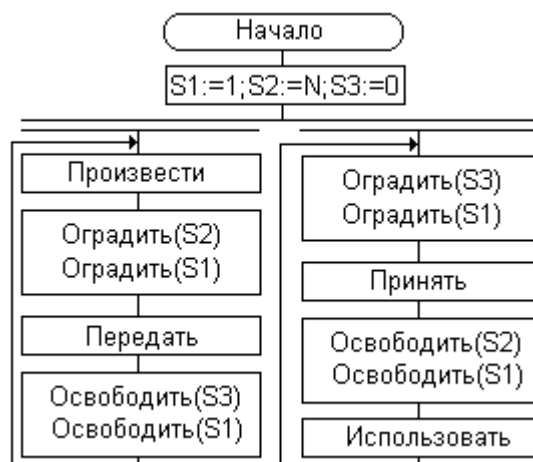 Начало
S1:=1;S2:=N;S3:=0
Произвести
Оградить(S2)
Оградить(S1)
Передать
Освободить(S3)
Освободить(S1)
Оградить(S3)
Оградить(S1)
Принять
Освободить(S2)
Освободить(S1)
Использовать